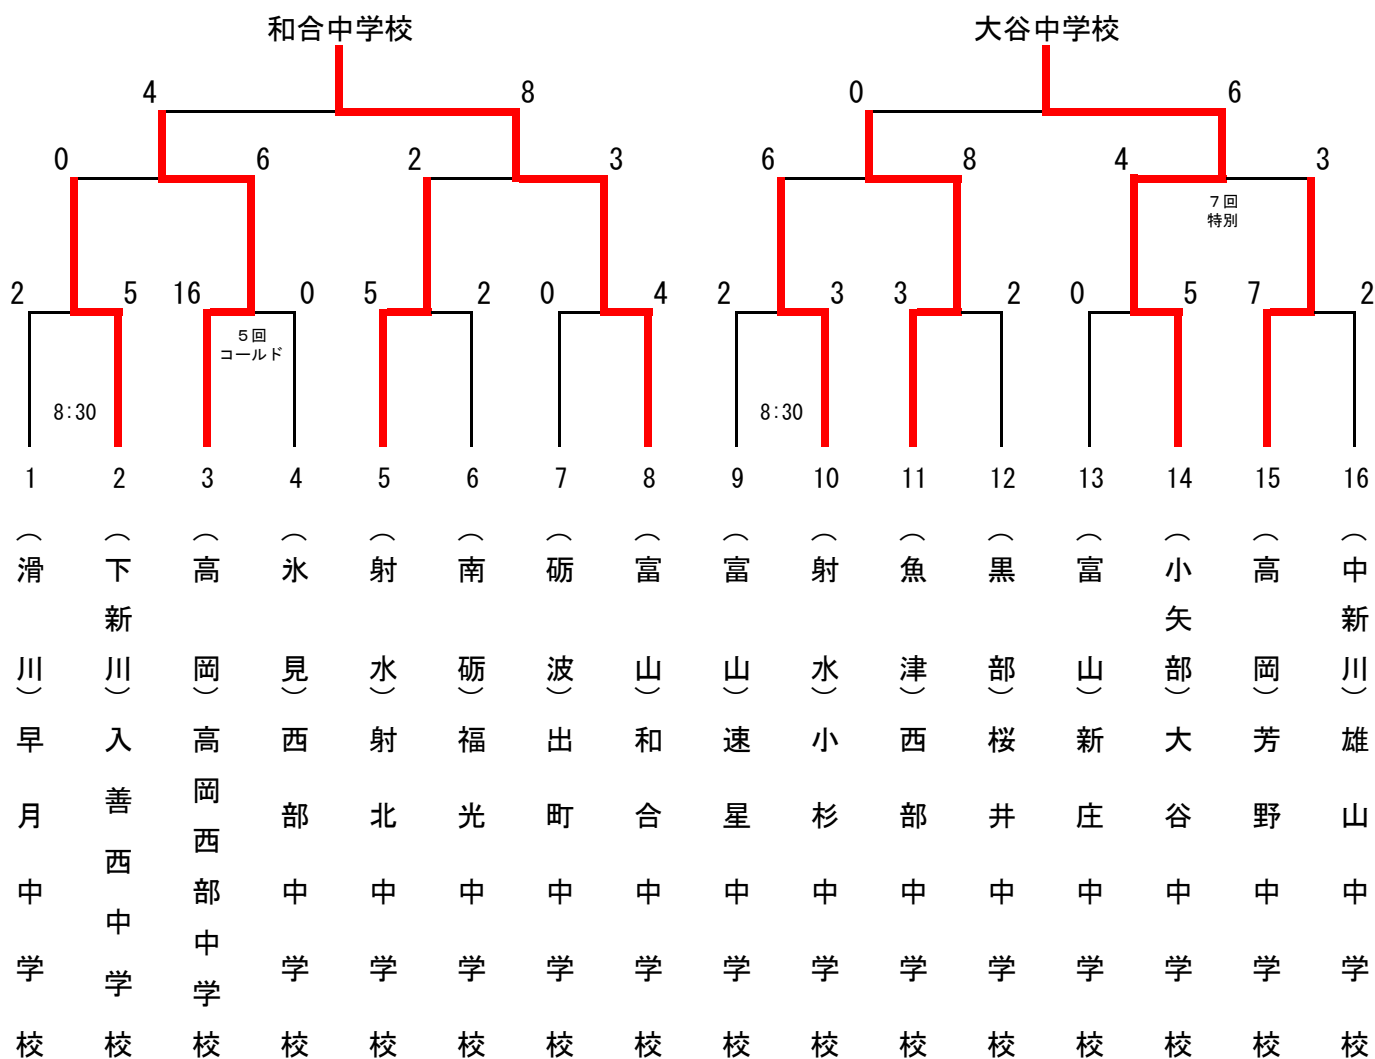 和合中学校
大谷中学校
4
8
0
6
0
6
2
3
6
8
4
3
7回
特別
2
5
16
0
5
2
0
4
2
3
3
2
0
5
7
2
5回
コールド
8:30
8:30
1
2
3
4
5
6
7
8
9
10
11
12
13
14
15
16
(滑川)早月中学校
(下新川)入善西中学校
(高岡)高岡西部中学校
(氷見)西部中学校
(射水)射北中学校
(南砺)福光中学校
(砺波)出町中学校
(富山)和合中学校
(富山)速星中学校
(射水)小杉中学校
(魚津)西部中学校
(黒部)桜井中学校
(富山)新庄中学校
(小矢部)大谷中学校
(高岡)芳野中学校
(中新川)雄山中学校